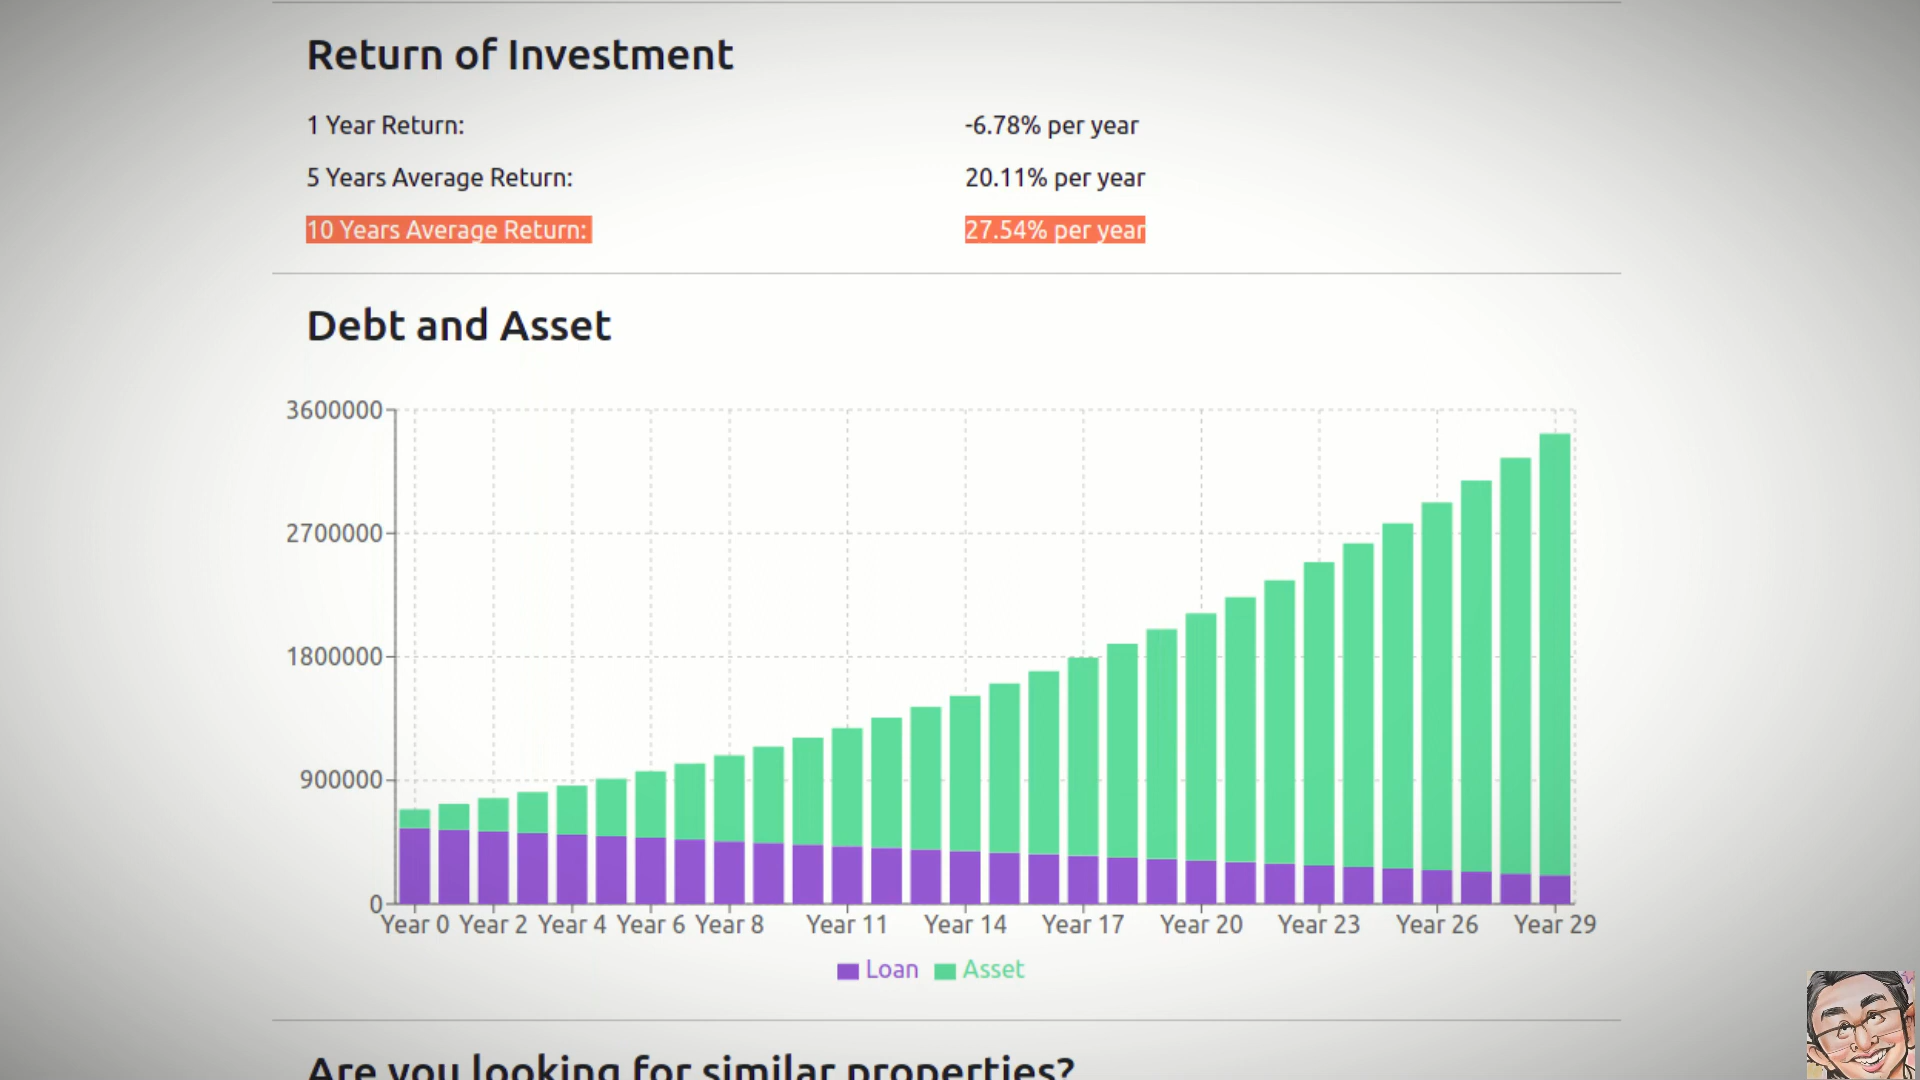 Return of Investment
1 Year Return: -6.78% per year
5 Years Average Return: 20.11% per year
10 Years Average Return: 27.54% per year
Debt and Asset
3600000
2700000
1800000
900000
0
Year 0 Year 2 Year 4 Year 6 Year 8 Year 11 Year 14 Year 17 Year 20 Year 23 Year 26 Year 29
Loan Asset
Are you looking for similar properties?